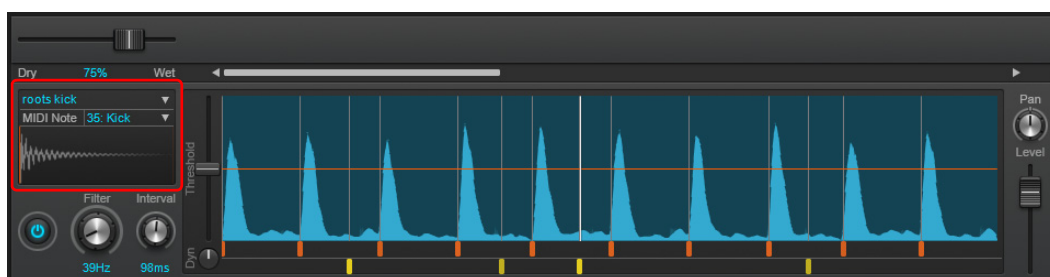 Dry 75% Wet
roots kick
MIDI Note 35: Kick
Threshold
Pan
Level
Filter Interval
39Hz 98ms
Dyn